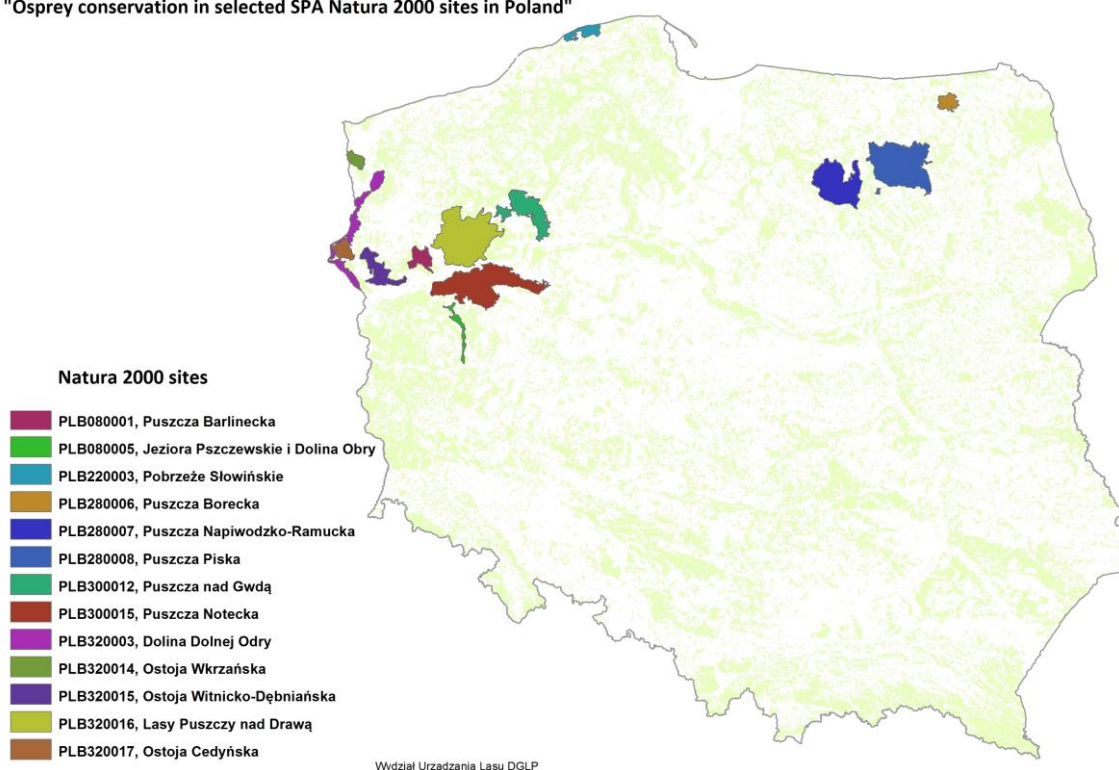 "Osprey conservation in selected SPA Natura 2000 sites in Poland"
Natura 2000 sites
PLB080001, Puszcza Barlinecka
PLB080005, Jeziora Pszczewskie i Dolina Obry
PLB220003, Pobrzeże Słowińskie
PLB280006, Puszcza Borecka
PLB280007, Puszcza Napiwodzko-Ramucka
PLB280008, Puszcza Piska
PLB300012, Puszcza nad Gwdą
PLB300015, Puszcza Notecka
PLB320003, Dolina Dolnej Odry
PLB320014, Ostoja Wkrzańska
PLB320015, Ostoja Witnicko-Dębniańska
PLB320016, Lasy Puszczy nad Drawą
PLB320017, Ostoja Cedyńska
Wydział Urządzania Lasu DGLP